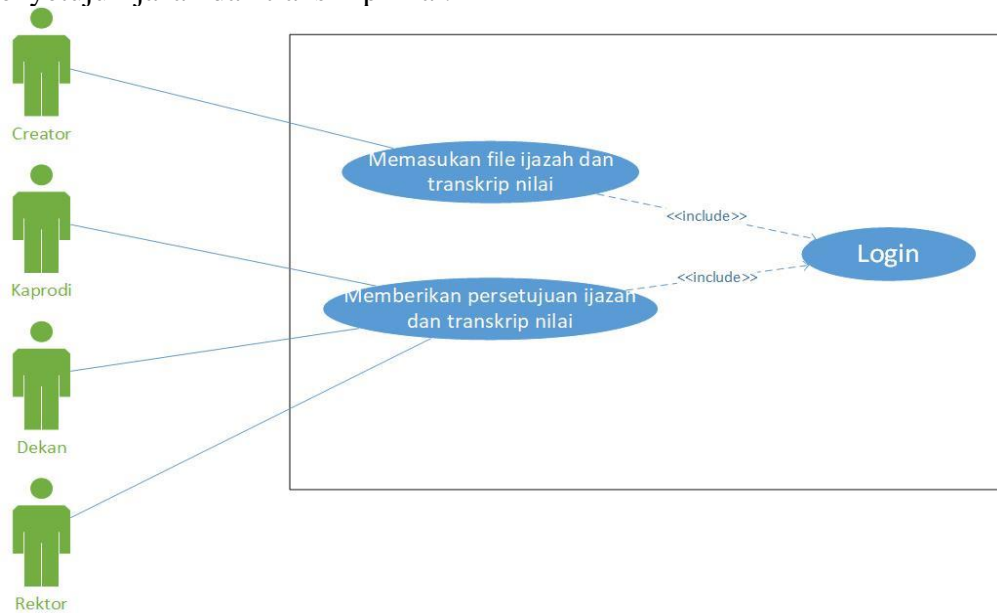 Creator
Memasukan file ijazah dan
transkrip nilai
<<include>>
Login
Kaprodi
<<include>>
Memberikan persetujuan ijazah
dan transkrip nilai
Dekan
Rektor